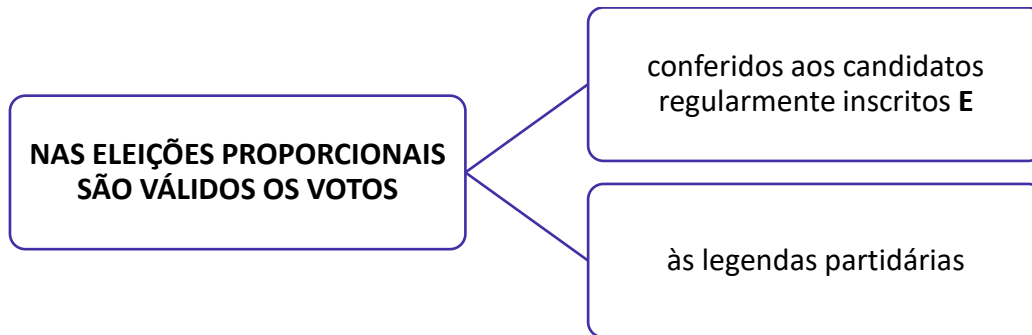 NAS ELEIÇÕES PROPORCIONAIS
SÃO VÁLIDOS OS VOTOS
conferidos aos candidatos
regularmente inscritos E
às legendas partidárias